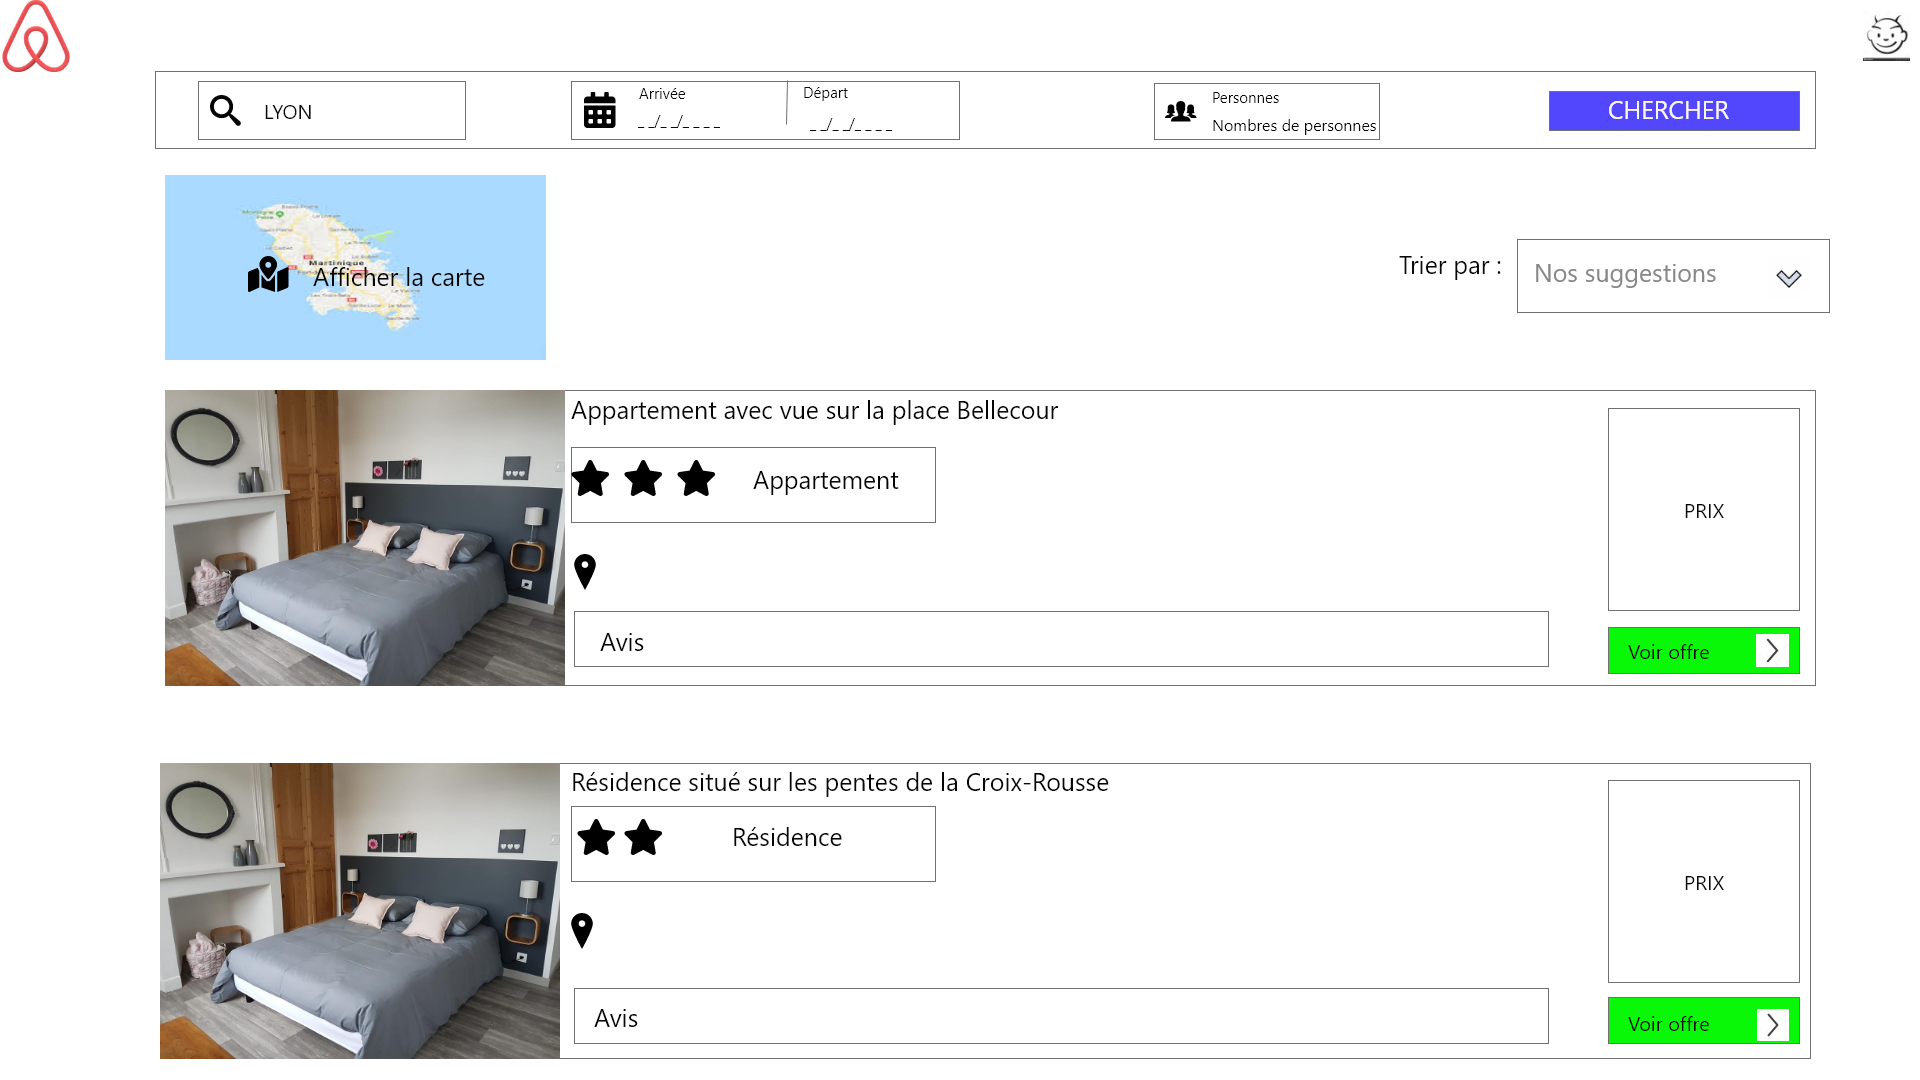 LYON
Arrivée
_ _/_ _/_ _ _ _
Départ
_ _/_ _/_ _ _ _
Personnes
Nombres de personnes
CHERCHER
Martinique
Afficher la carte
Trier par :
Nos suggestions
Appartement avec vue sur la place Bellecour
Appartement
Avis
PRIX
Voir offre
Résidence situé sur les pentes de la Croix-Rousse
Résidence
Avis
PRIX
Voir offre